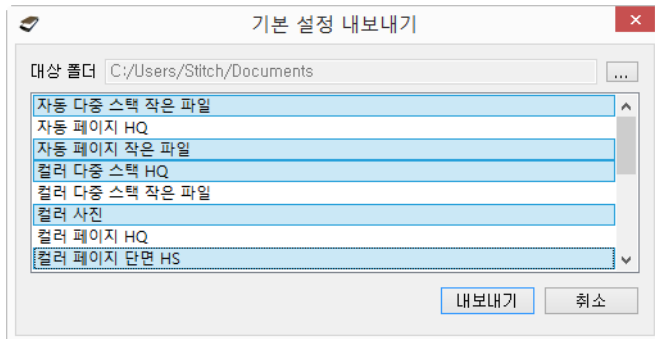 기본 설정 내보내기
대상 폴더 C:/Users/Stitch/Documents ...
자동 다중 스택 작은 파일
자동 페이지 HQ
자동 페이지 작은 파일
컬러 다중 스택 HQ
컬러 다중 스택 작은 파일
컬러 사진
컬러 페이지 HQ
컬러 페이지 단면 HS
내보내기 취소